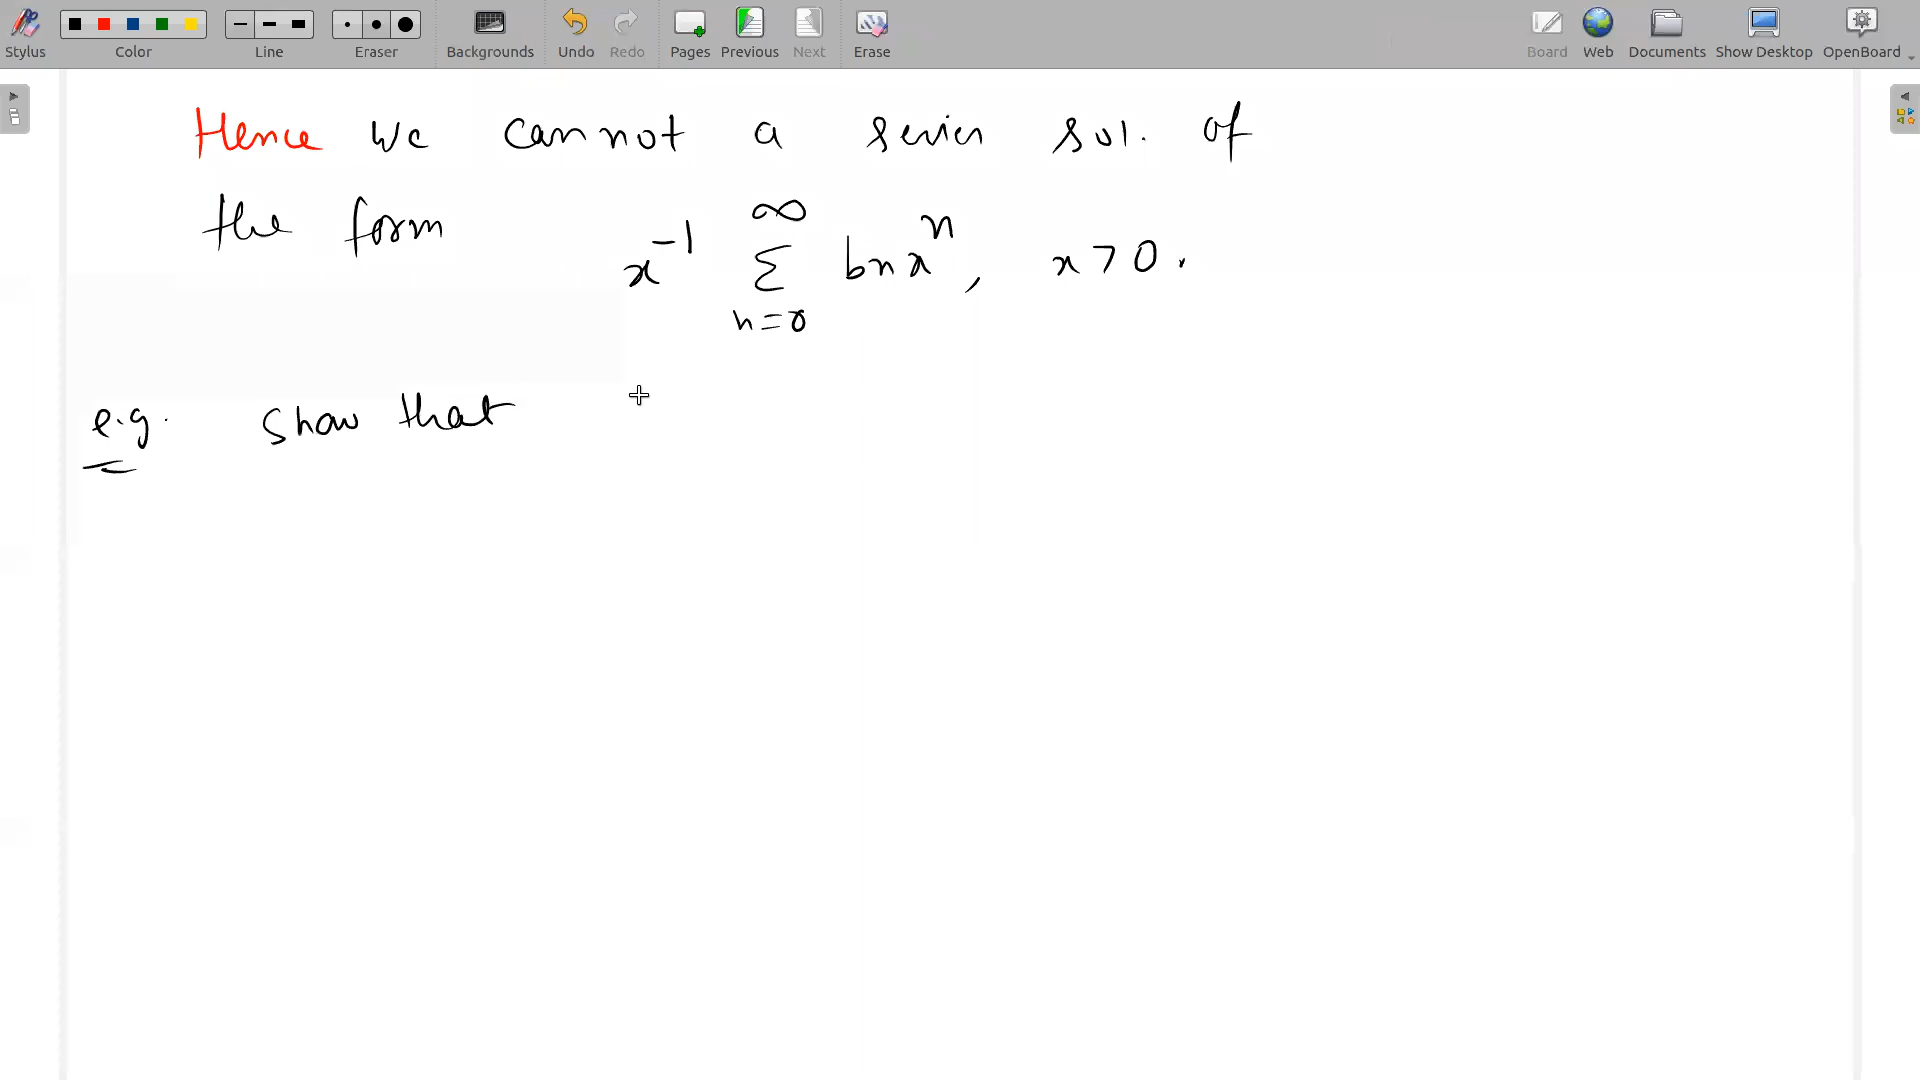 Stylus Color Line Eraser Backgrounds Undo Redo Pages Previous Next Erase Board Web Documents Show Desktop OpenBoard
Hence we cannot a series sol. of
the form
x^{-1} ∑_{n=0}^{∞} bn x^n, x > 0.
e.g. Show that